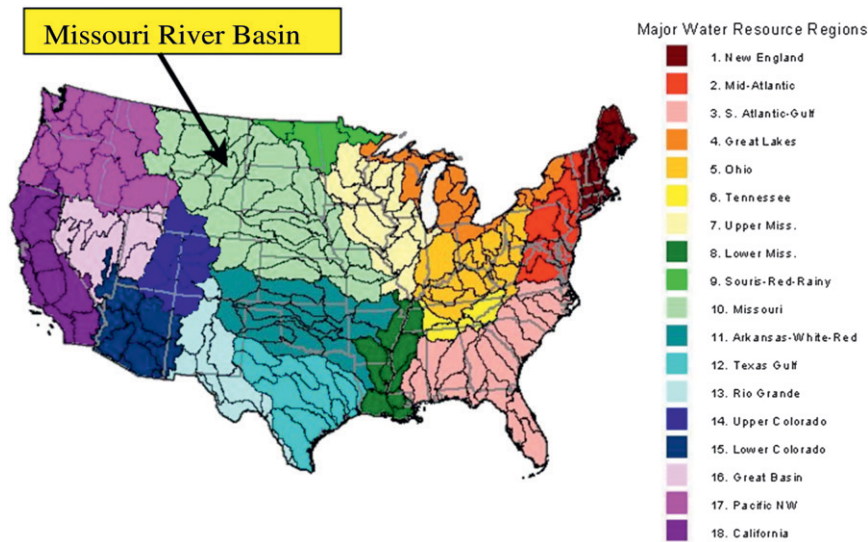 Missouri River Basin
Major Water Resource Regions
1. New England
2. Mid-Atlantic
3. S. Atlantic-Gulf
4. Great Lakes
5. Ohio
6. Tennessee
7. Upper Miss.
8. Lower Miss.
9. Souris-Red-Rainy
10. Missouri
11. Arkansas-White-Red
12. Texas Gulf
13. Rio Grande
14. Upper Colorado
15. Lower Colorado
16. Great Basin
17. Pacific NW
18. California